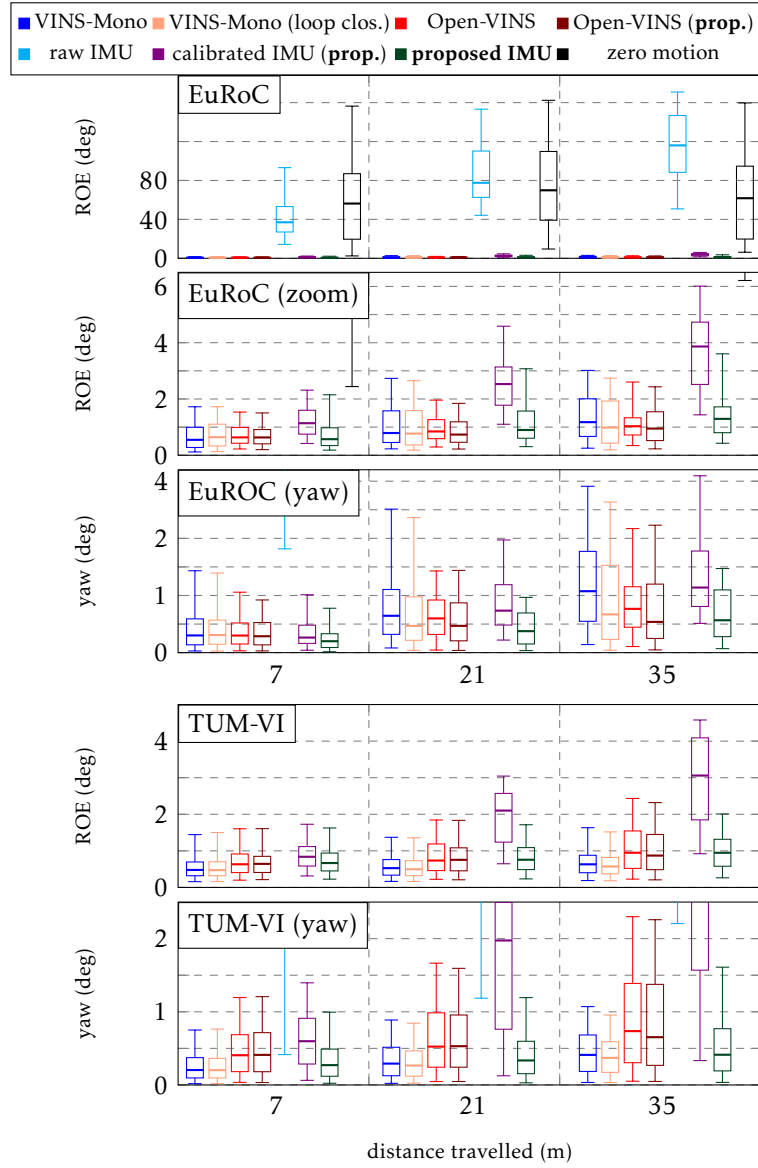 VINS-Mono VINS-Mono (loop clos.) Open-VINS Open-VINS (prop.)
raw IMU calibrated IMU (prop.) proposed IMU zero motion
EuRoC
ROE (deg)
80
40
0
EuRoC (zoom)
ROE (deg)
6
4
2
0
EuROC (yaw)
yaw (deg)
4
2
1
0
7 21 35
TUM-VI
ROE (deg)
4
2
0
TUM-VI (yaw)
yaw (deg)
2
1
0
7 21 35
distance travelled (m)